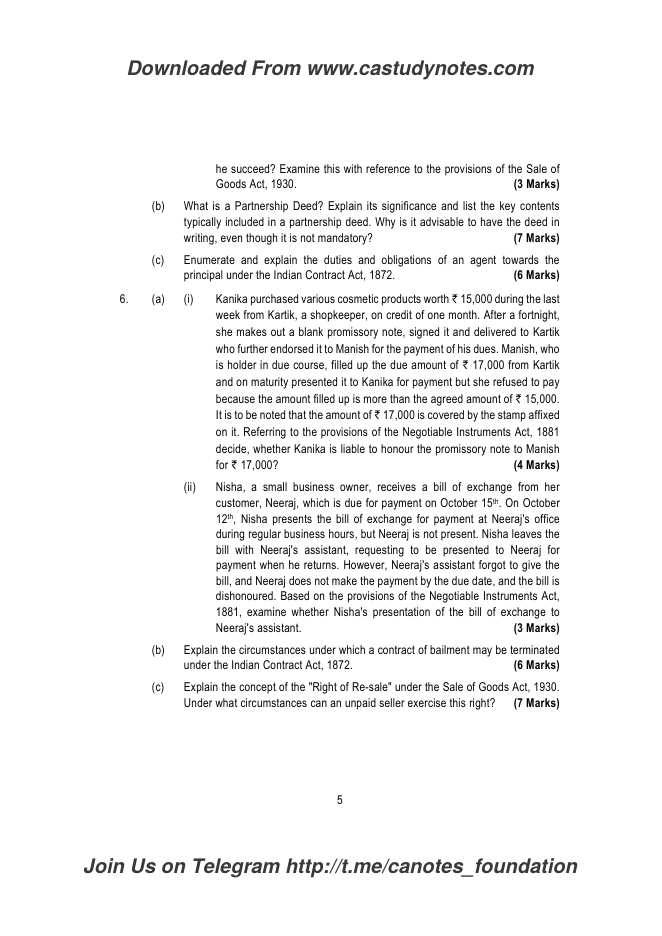 Downloaded From www.castudynotes.com
he succeed? Examine this with reference to the provisions of the Sale of
Goods Act, 1930. (3 Marks)
(b) What is a Partnership Deed? Explain its significance and list the key contents
typically included in a partnership deed. Why is it advisable to have the deed in
writing, even though it is not mandatory? (7 Marks)
(c) Enumerate and explain the duties and obligations of an agent towards the
principal under the Indian Contract Act, 1872. (6 Marks)
6. (a) (i) Kanika purchased various cosmetic products worth ₹ 15,000 during the last
week from Kartik, a shopkeeper, on credit of one month. After a fortnight,
she makes out a blank promissory note, signed it and delivered to Kartik
who further endorsed it to Manish for the payment of his dues. Manish, who
is holder in due course, filled up the due amount of ₹ 17,000 from Kartik
and on maturity presented it to Kanika for payment but she refused to pay
because the amount filled up is more than the agreed amount of ₹ 15,000.
It is to be noted that the amount of ₹ 17,000 is covered by the stamp affixed
on it. Referring to the provisions of the Negotiable Instruments Act, 1881
decide, whether Kanika is liable to honour the promissory note to Manish
for ₹ 17,000? (4 Marks)
(ii) Nisha, a small business owner, receives a bill of exchange from her
customer, Neeraj, which is due for payment on October 15th. On October
12th, Nisha presents the bill of exchange for payment at Neeraj's office
during regular business hours, but Neeraj is not present. Nisha leaves the
bill with Neeraj's assistant, requesting to be presented to Neeraj for
payment when he returns. However, Neeraj's assistant forgot to give the
bill, and Neeraj does not make the payment by the due date, and the bill is
dishonoured. Based on the provisions of the Negotiable Instruments Act,
1881, examine whether Nisha's presentation of the bill of exchange to
Neeraj's assistant. (3 Marks)
(b) Explain the circumstances under which a contract of bailment may be terminated
under the Indian Contract Act, 1872. (6 Marks)
(c) Explain the concept of the "Right of Re-sale" under the Sale of Goods Act, 1930.
Under what circumstances can an unpaid seller exercise this right? (7 Marks)
5
Join Us on Telegram http://t.me/canotes_foundation